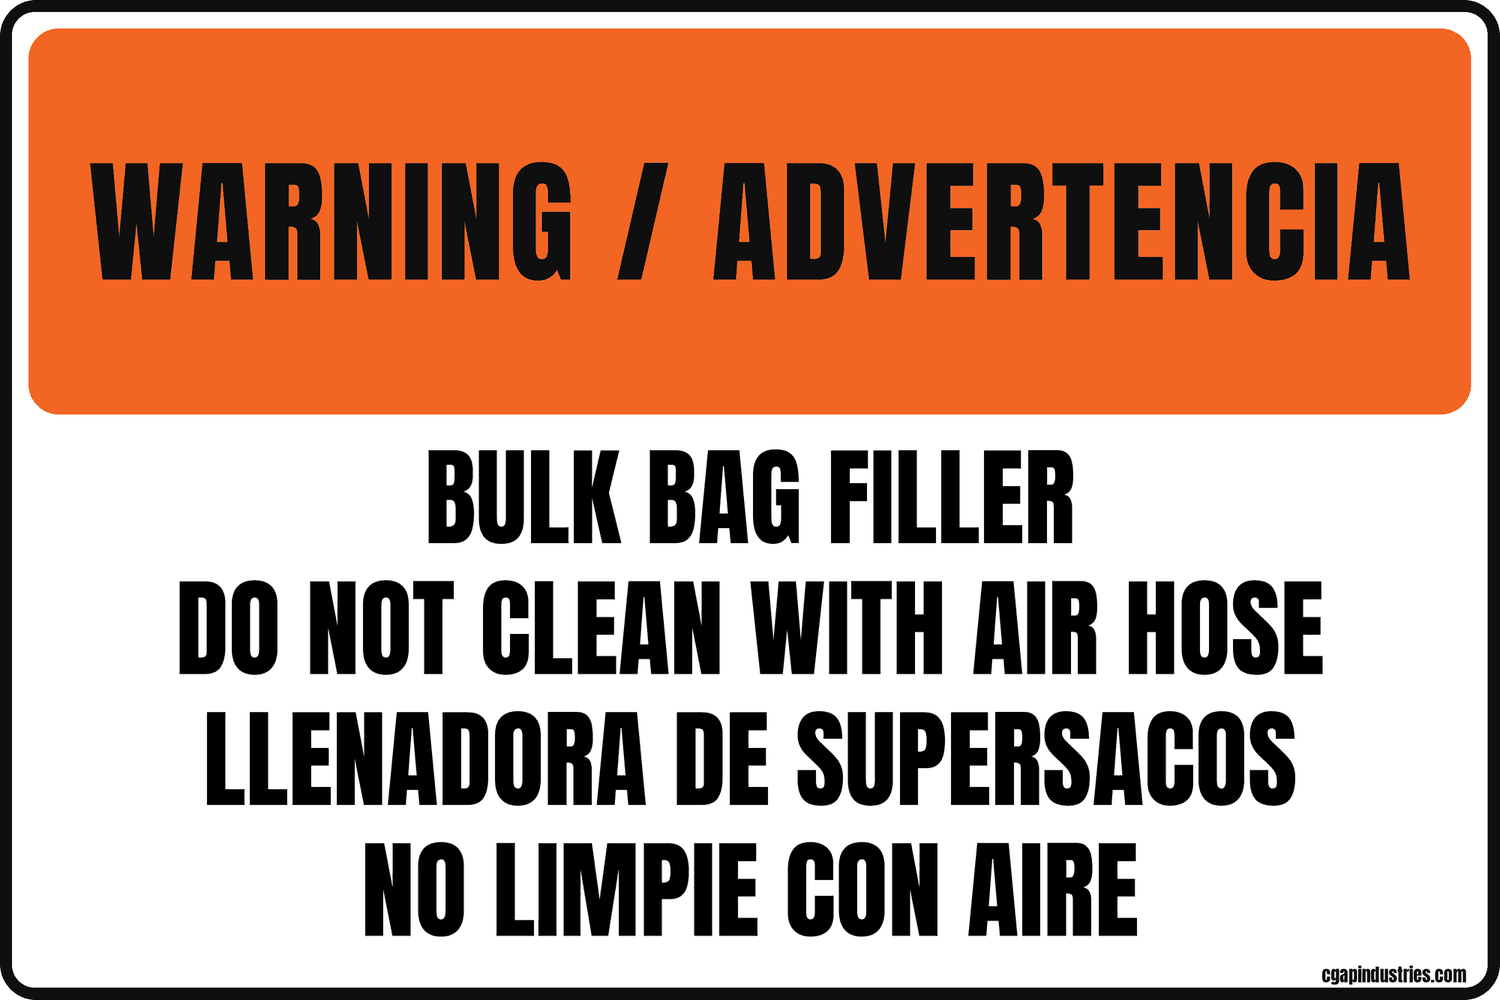 WARNING / ADVERTENCIA
BULK BAG FILLER
DO NOT CLEAN WITH AIR HOSE
LLENADORA DE SUPERSACOS
NO LIMPIE CON AIRE
cgapindustries.com